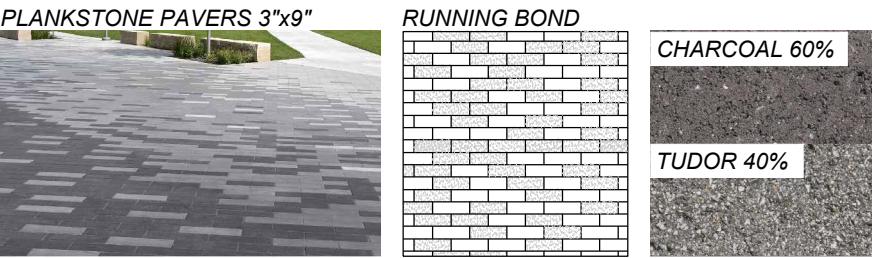 PLANKSTONE PAVERS 3"x9"
RUNNING BOND
CHARCOAL 60%
TUDOR 40%